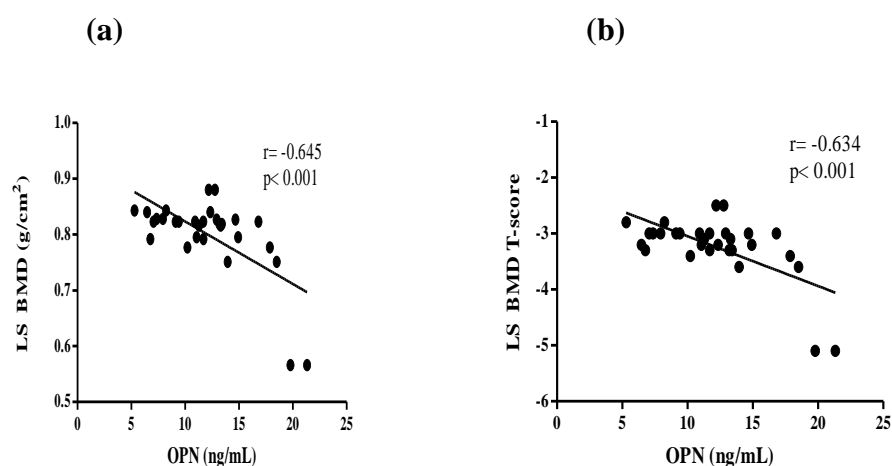 (a)
r= -0.645
p< 0.001
LS BMD (g/cm²)
1.0
0.9
0.8
0.7
0.6
0.5
0
5
10
15
20
25
OPN (ng/mL)
(b)
r= -0.634
p< 0.001
LS BMD T-score
-1
-2
-3
-4
-5
-6
0
5
10
15
20
25
OPN (ng/mL)